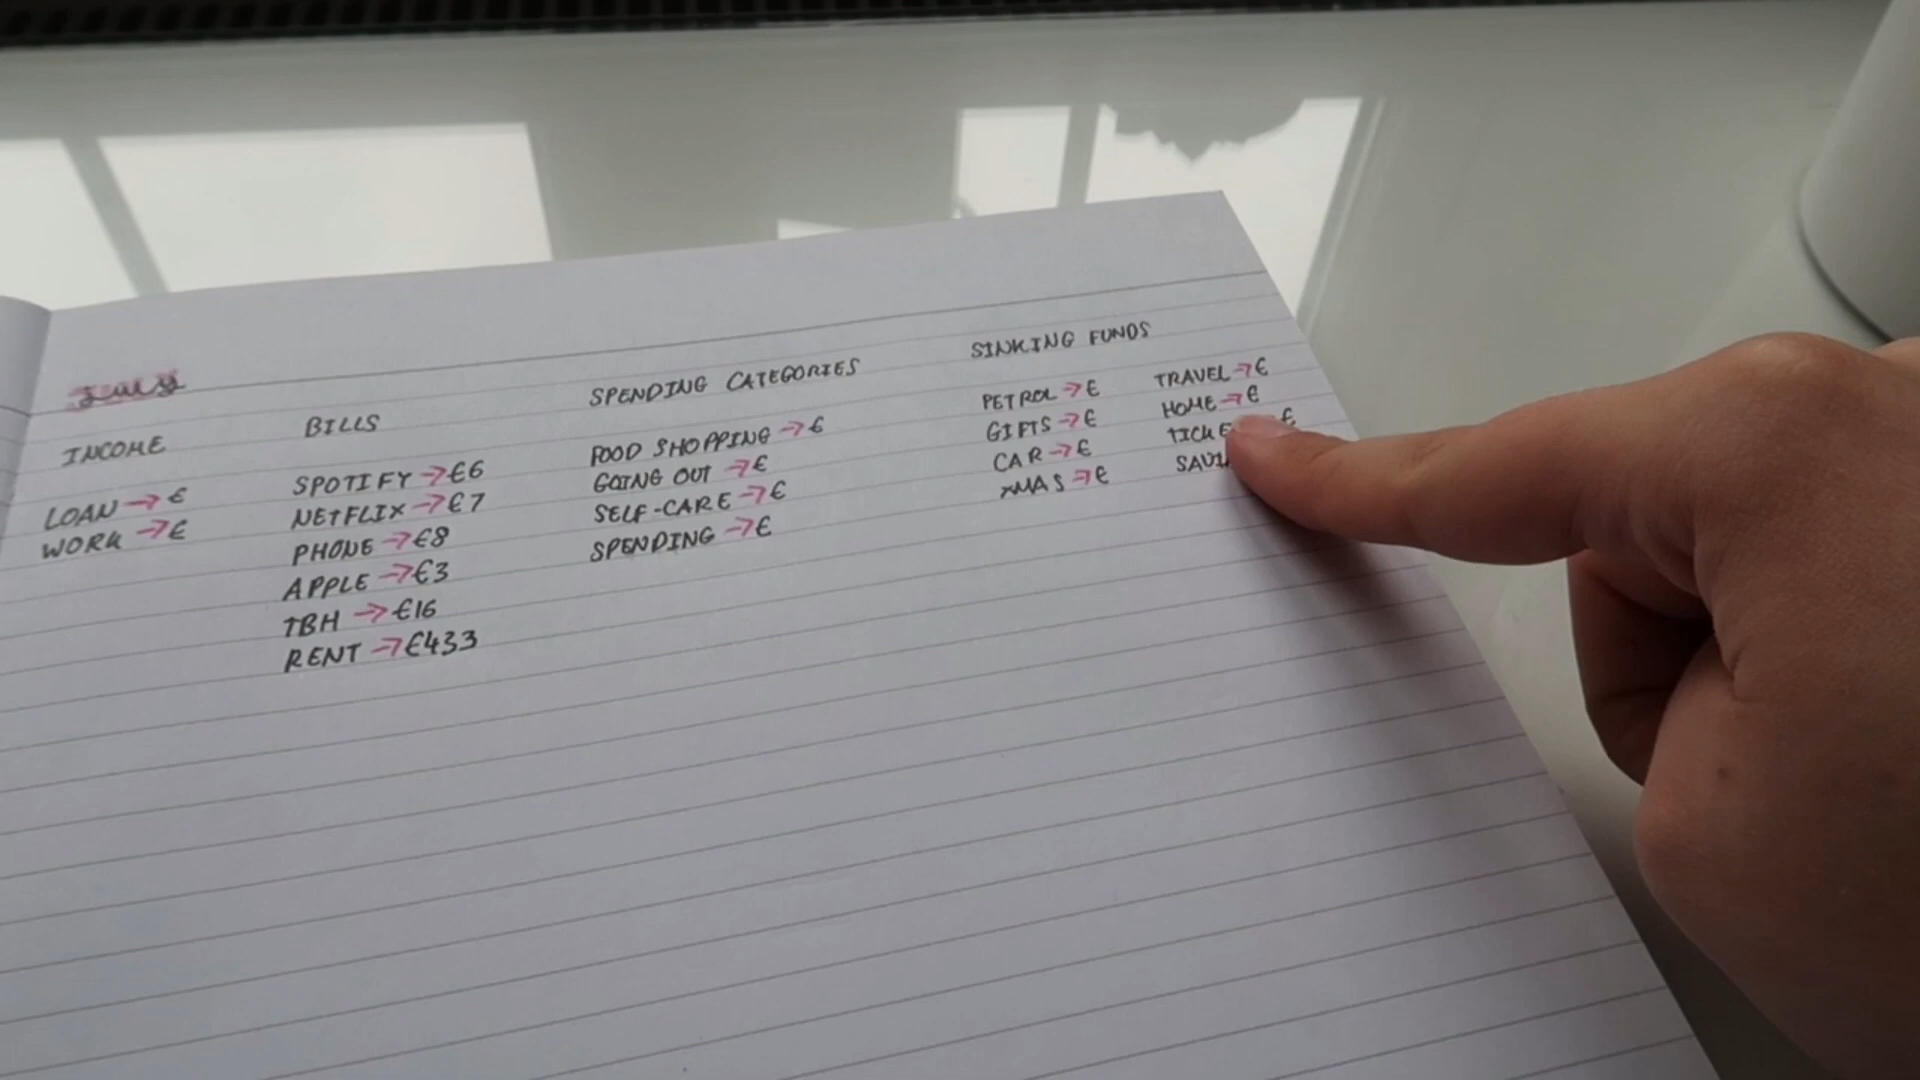 July
INCOME
LOAN → €
WORK → €
BILLS
SPOTIFY → €6
NETFLIX → €7
PHONE → €8
APPLE → €3
TBH → €16
RENT → €433
SPENDING CATEGORIES
FOOD SHOPPING → €
GOING OUT → €
SELF-CARE → €
SPENDING → €
SINKING FUNDS
PETROL → €
GIFTS → €
CAR → €
XMAS → €
TRAVEL → €
HOME → €
€